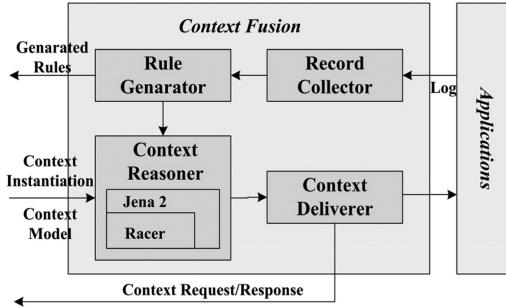 Context Fusion
Genarated
Rules
Rule
Genarator
Record
Collector
Log
Applications
Context
Instantiation
Context
Model
Context
Reasoner
Jena 2
Racer
Context
Deliverer
Context Request/Response